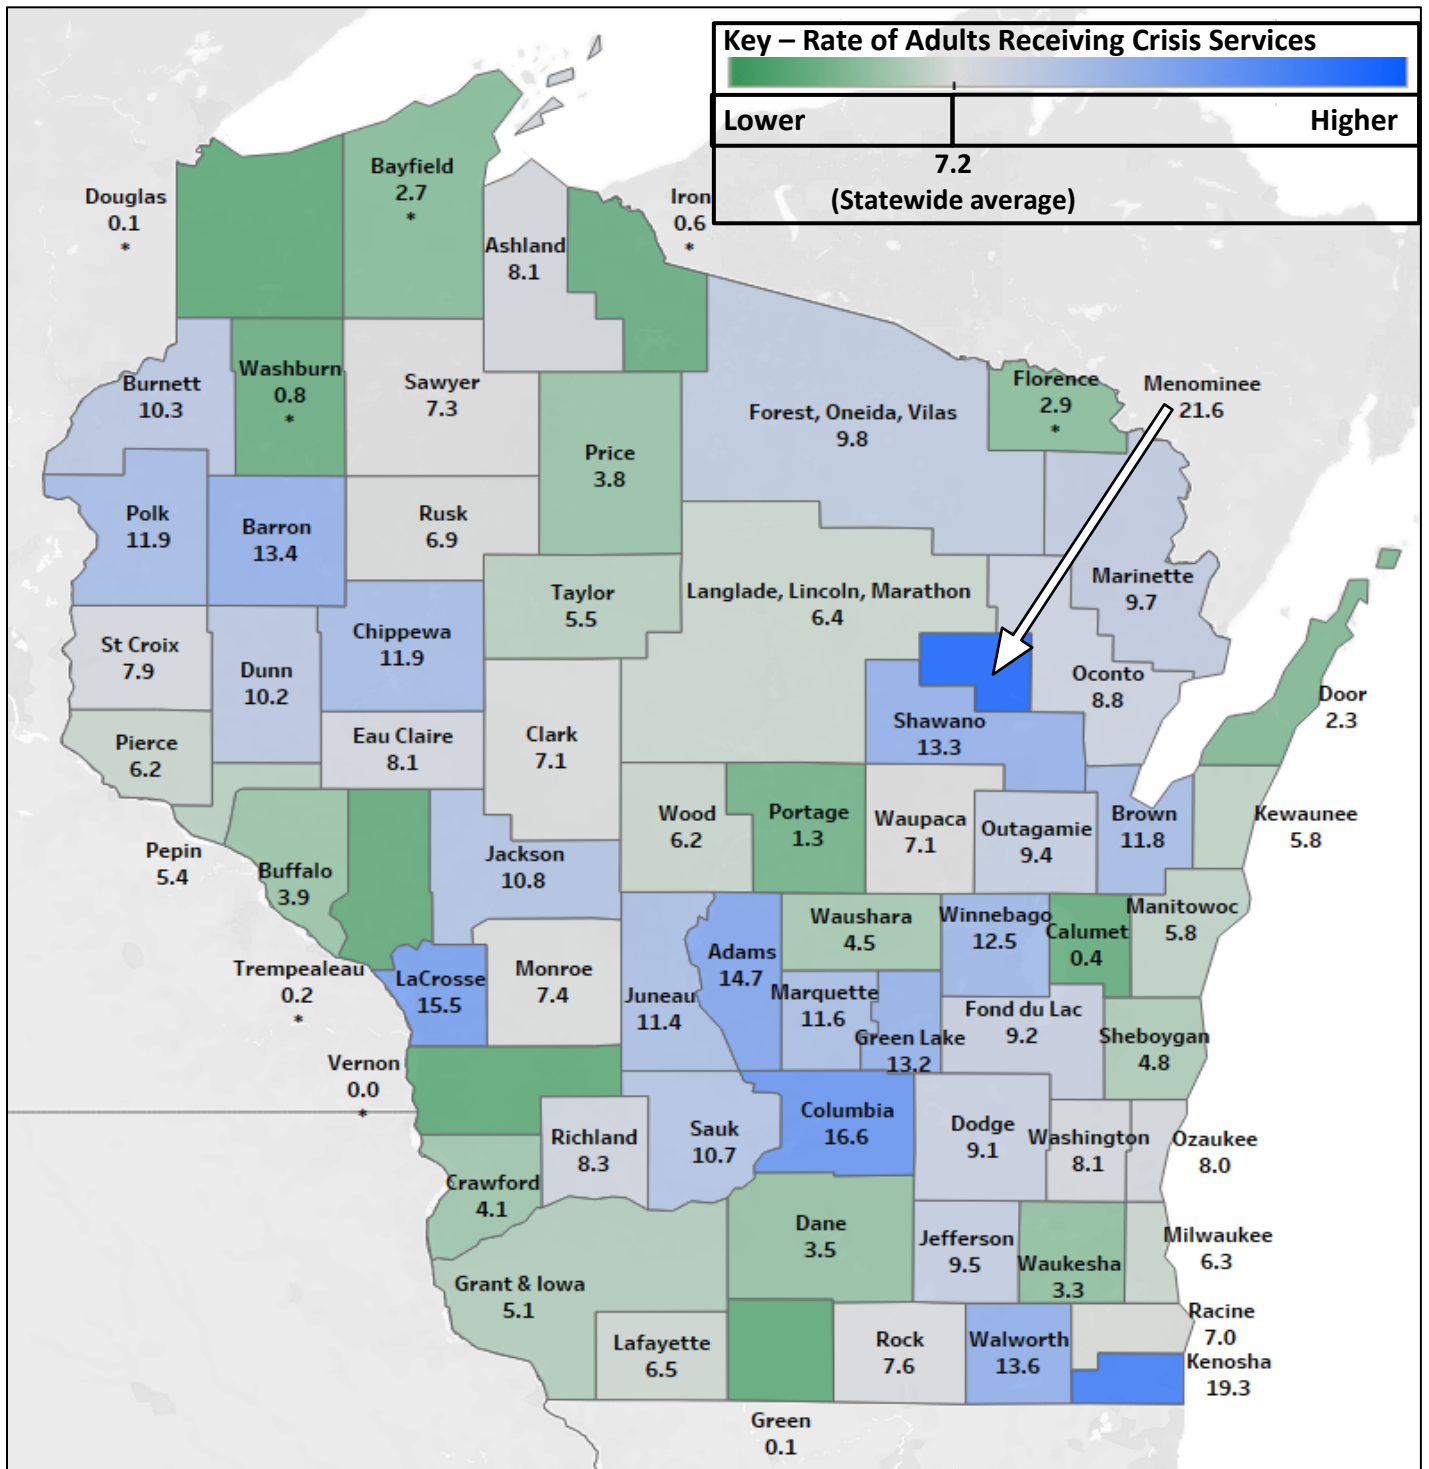 Key – Rate of Adults Receiving Crisis Services
Lower
Higher
7.2
(Statewide average)
Douglas
0.1
*
Bayfield
2.7
*
Ashland
8.1
Iron
0.6
*
Burnett
10.3
Washburn
0.8
*
Sawyer
7.3
Price
3.8
Forest, Oneida, Vilas
9.8
Florence
2.9
*
Menominee
21.6
Polk
11.9
Barron
13.4
Rusk
6.9
Taylor
5.5
Langlade, Lincoln, Marathon
6.4
Marinette
9.7
St Croix
7.9
Dunn
10.2
Chippewa
11.9
Oconto
8.8
Door
2.3
Pierce
6.2
Eau Claire
8.1
Clark
7.1
Shawano
13.3
Pepin
5.4
Buffalo
3.9
Jackson
10.8
Wood
6.2
Portage
1.3
Waupaca
7.1
Outagamie
9.4
Brown
11.8
Kewaunee
5.8
Trempealeau
0.2
*
LaCrosse
15.5
Monroe
7.4
Juneau
11.4
Adams
14.7
Waushara
4.5
Marquette
11.6
Green Lake
13.2
Winnebago
12.5
Calumet
0.4
Manitowoc
5.8
Fond du Lac
9.2
Sheboygan
4.8
Vernon
0.0
*
Richland
8.3
Sauk
10.7
Columbia
16.6
Dodge
9.1
Washington
8.1
Ozaukee
8.0
Crawford
4.1
Dane
3.5
Jefferson
9.5
Waukesha
3.3
Milwaukee
6.3
Grant & Iowa
5.1
Lafayette
6.5
Green
0.1
Rock
7.6
Walworth
13.6
Racine
7.0
Kenosha
19.3